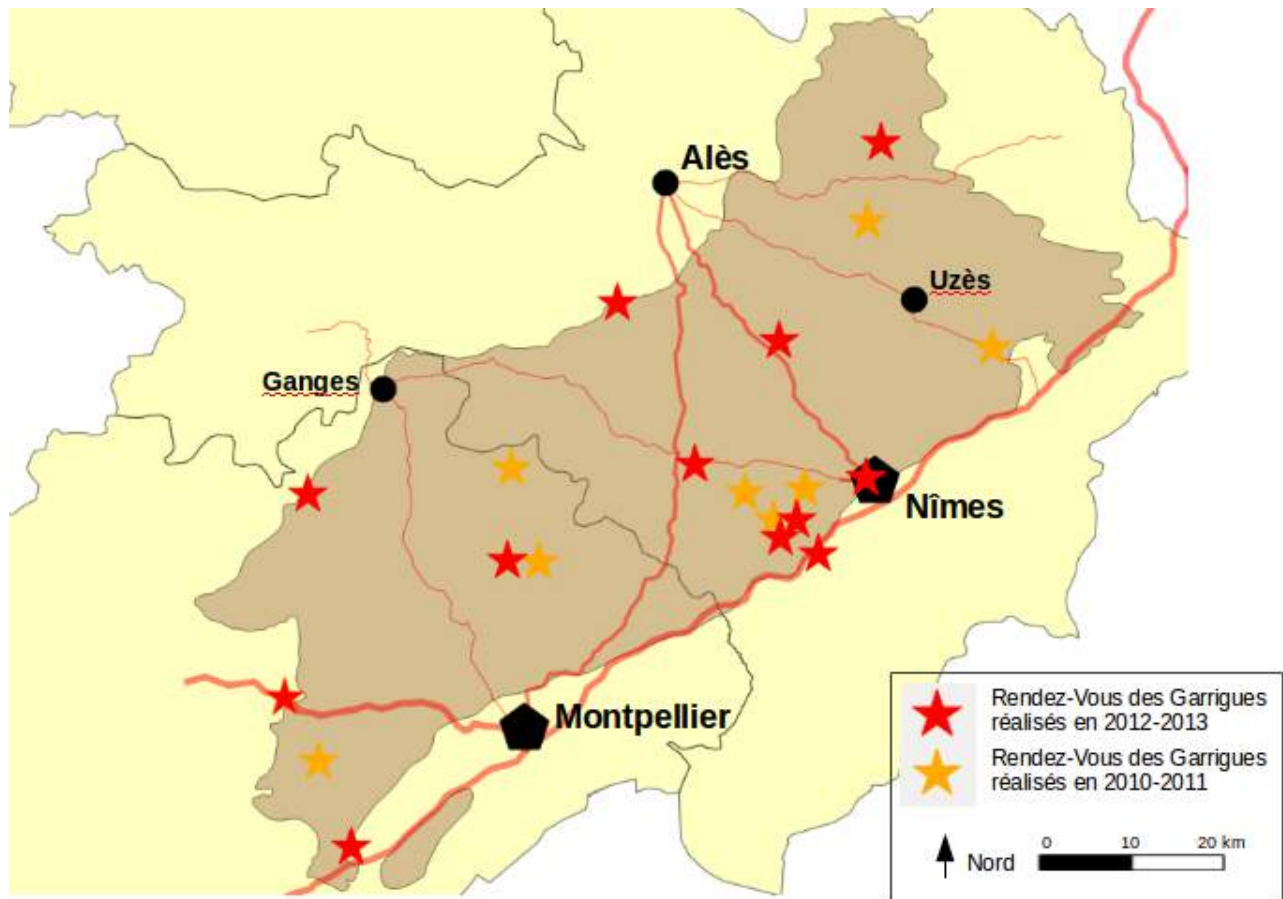 Alès
Uzès
Ganges
Nîmes
Montpellier
Rendez-Vous des Garrigues
réalisés en 2012-2013
Rendez-Vous des Garrigues
réalisés en 2010-2011
0 10 20 km
Nord